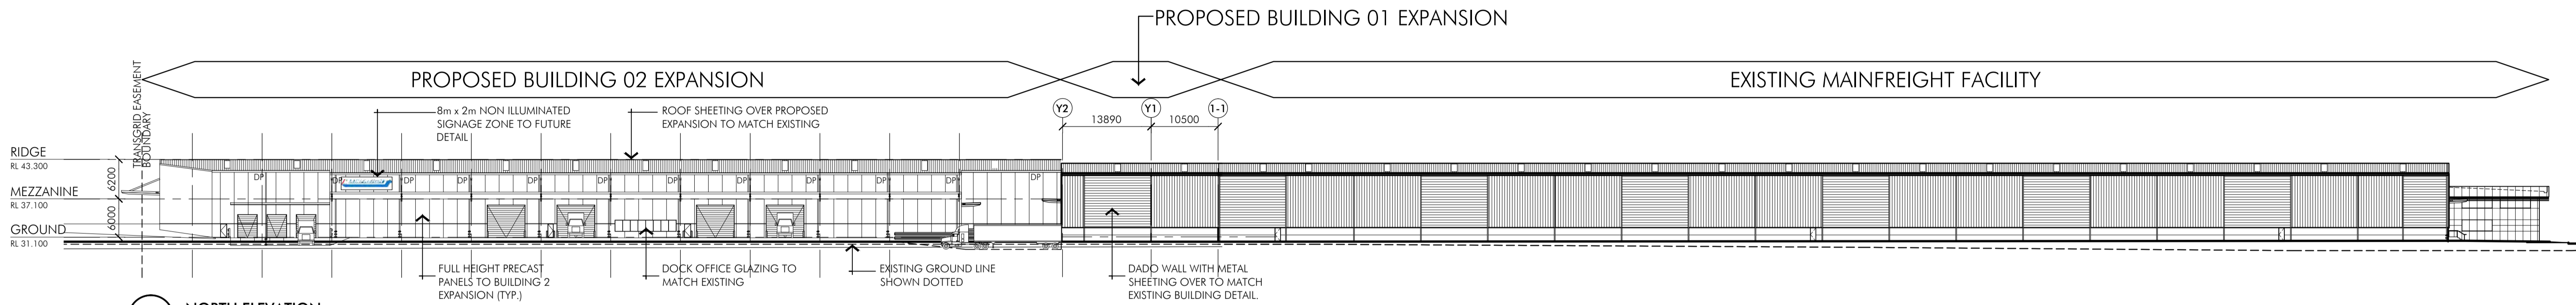 PROPOSED BUILDING 01 EXPANSION
PROPOSED BUILDING 02 EXPANSION
EXISTING MAINFREIGHT FACILITY
TRANSGRID EASEMENT
BOUNDARY
8m x 2m NON ILLUMINATED
SIGNAGE ZONE TO FUTURE
DETAIL
ROOF SHEETING OVER PROPOSED
EXPANSION TO MATCH EXISTING
Y2
Y1
1-1
13890
10500
RIDGE
RL 43.300
6200
MEZZANINE
RL 37.100
6000
GROUND
RL 31.100
DP
DP
DP
DP
DP
DP
DP
DP
DP
DP
DP
DP
FULL HEIGHT PRECAST
PANELS TO BUILDING 2
EXPANSION (TYP.)
DOCK OFFICE GLAZING TO
MATCH EXISTING
EXISTING GROUND LINE
SHOWN DOTTED
DADO WALL WITH METAL
SHEETING OVER TO MATCH
EXISTING BUILDING DETAIL.
NORTH ELEVATION